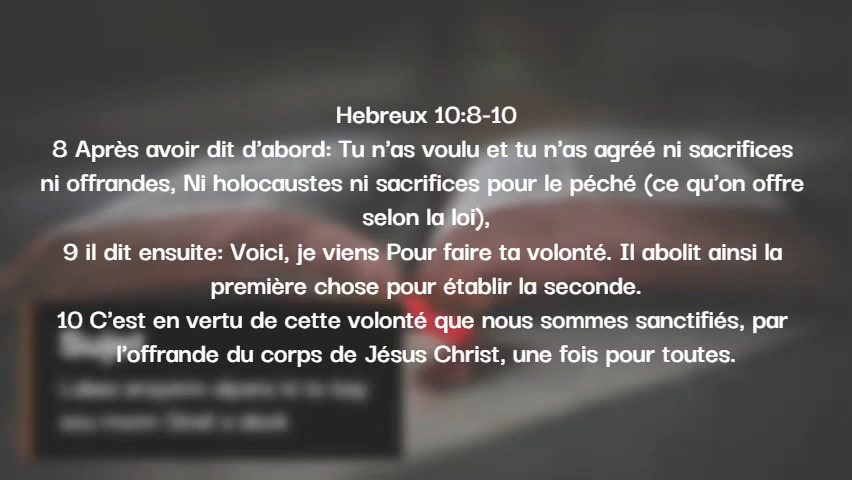 Hebreux 10:8-10
8 Après avoir dit d'abord: Tu n'as voulu et tu n'as agréé ni sacrifices
ni offrandes, Ni holocaustes ni sacrifices pour le péché (ce qu'on offre
selon la loi),
9 il dit ensuite: Voici, je viens Pour faire ta volonté. Il abolit ainsi la
première chose pour établir la seconde.
10 C'est en vertu de cette volonté que nous sommes sanctifiés, par
l'offrande du corps de Jésus Christ, une fois pour toutes.